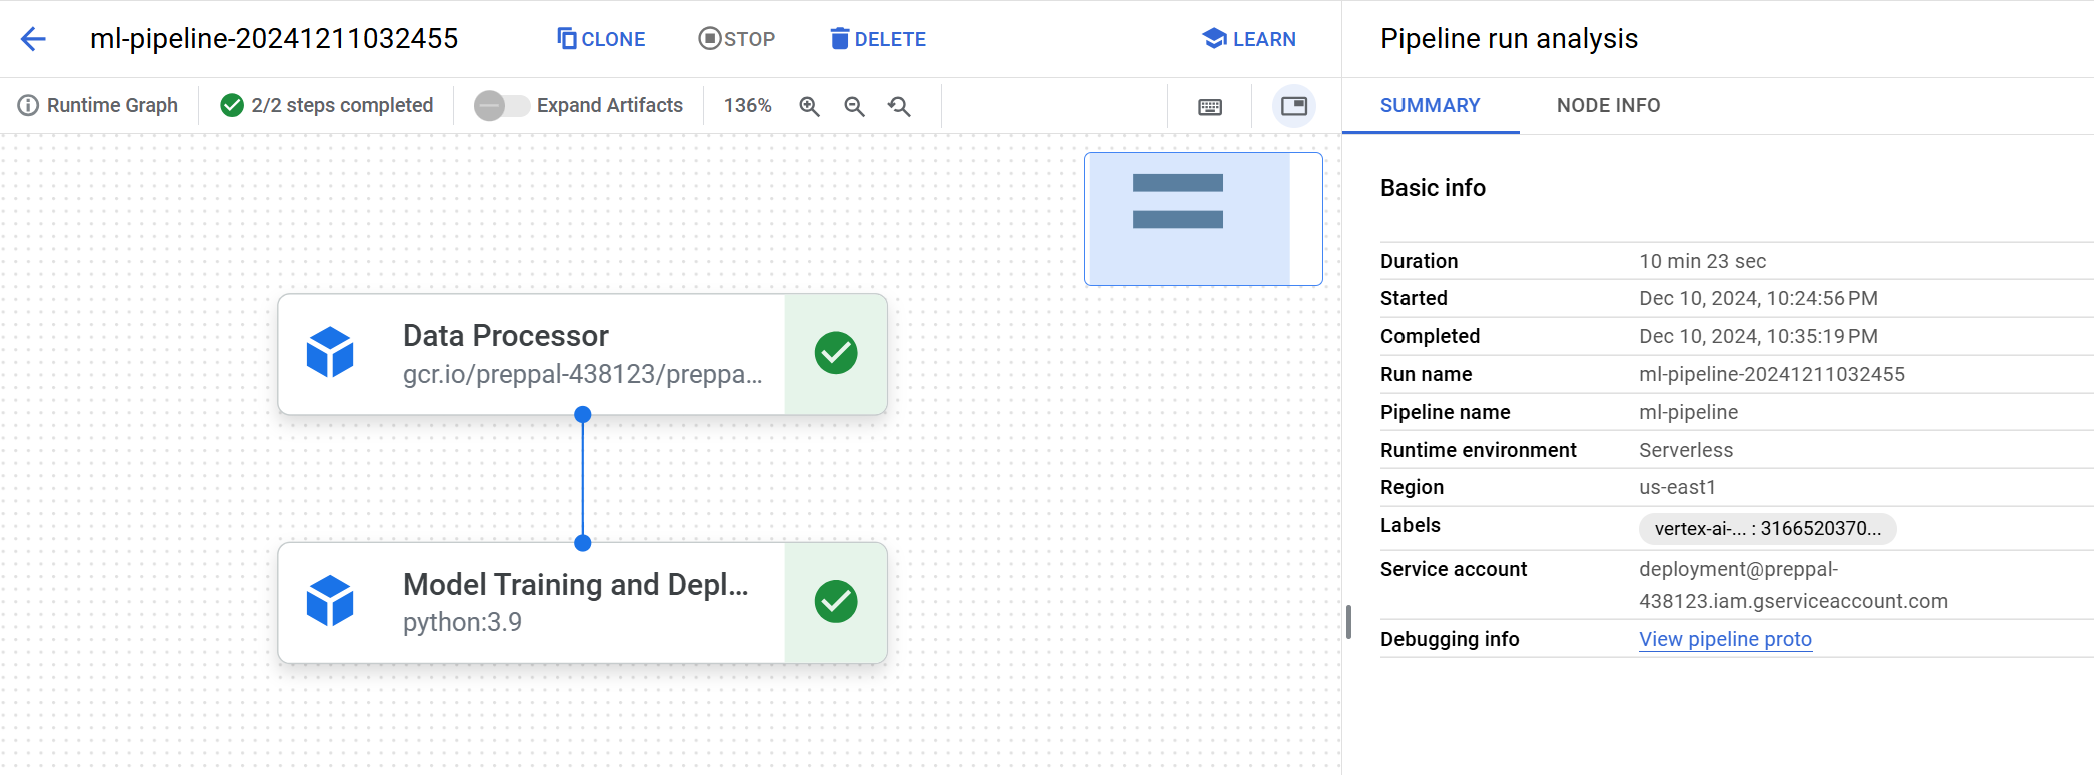 ml-pipeline-20241211032455
CLONE
STOP
DELETE
LEARN
Runtime Graph
2/2 steps completed
Expand Artifacts
136%
Data Processor
gcr.io/preppal-438123/preppa...
Model Training and Depl...
python:3.9
Pipeline run analysis
SUMMARY
NODE INFO
Basic info
Duration 10 min 23 sec
Started Dec 10, 2024, 10:24:56 PM
Completed Dec 10, 2024, 10:35:19 PM
Run name ml-pipeline-20241211032455
Pipeline name ml-pipeline
Runtime environment Serverless
Region us-east1
Labels vertex-ai-... : 3166520370...
Service account deployment@preppal-
438123.iam.gserviceaccount.com
Debugging info View pipeline proto